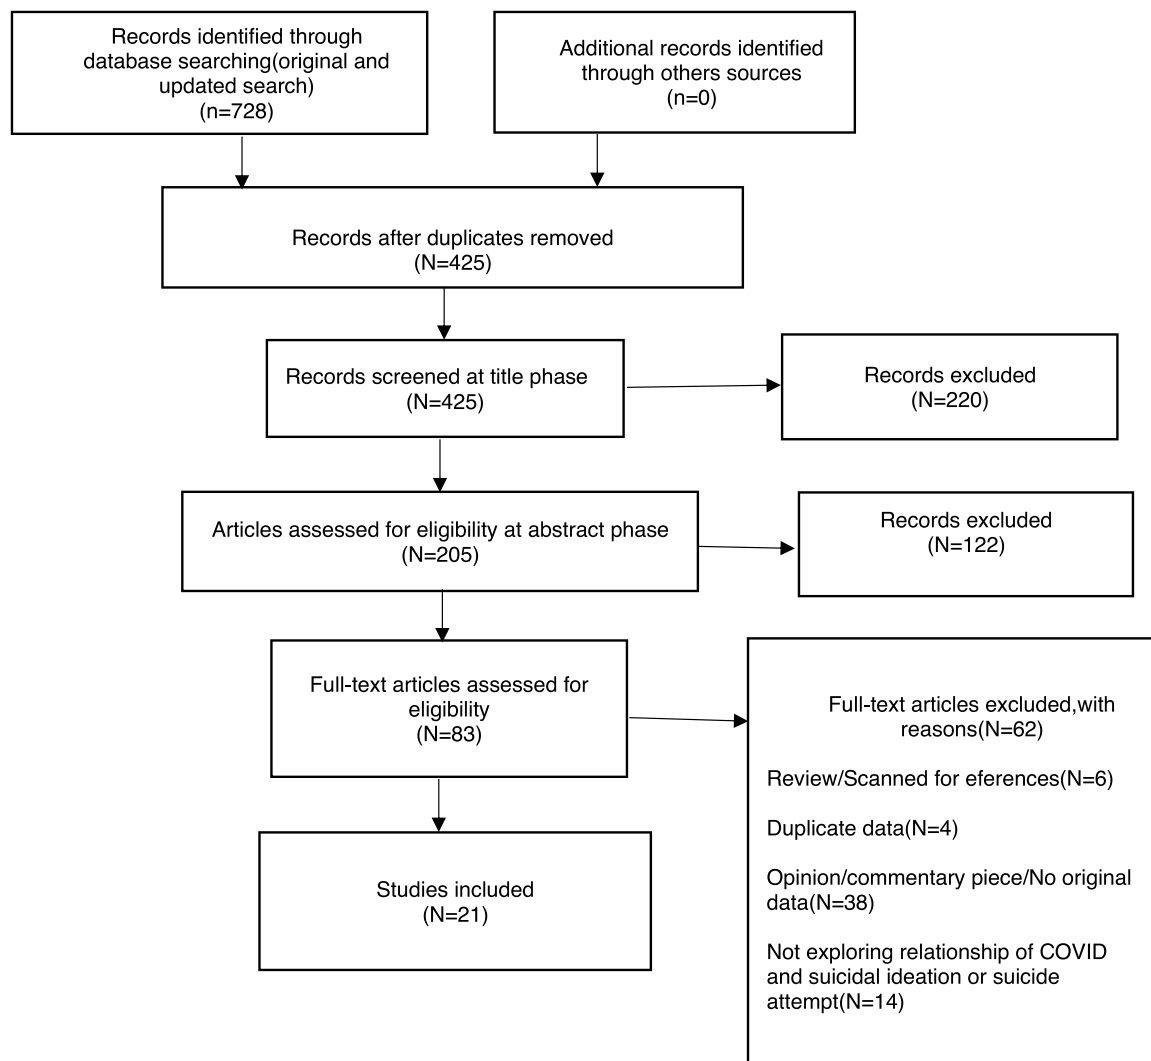 Records identified through
database searching(original and
updated search)
(n=728)
Additional records identified
through others sources
(n=0)
Records after duplicates removed
(N=425)
Records screened at title phase
(N=425)
Records excluded
(N=220)
Articles assessed for eligibility at abstract phase
(N=205)
Records excluded
(N=122)
Full-text articles assessed for
eligibility
(N=83)
Full-text articles excluded,with
reasons(N=62)
Review/Scanned for eferences(N=6)
Duplicate data(N=4)
Opinion/commentary piece/No original
data(N=38)
Not exploring relationship of COVID
and suicidal ideation or suicide
attempt(N=14)
Studies included
(N=21)